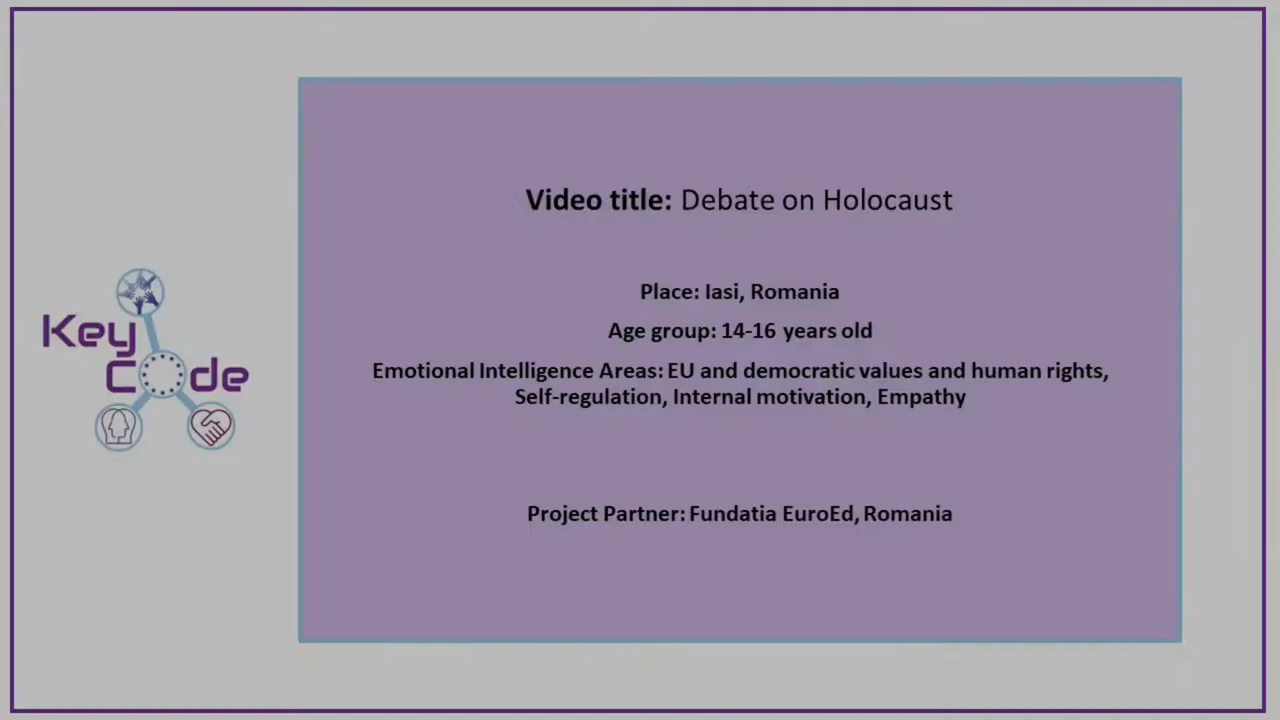 Key
Code
Video title: Debate on Holocaust
Place: Iasi, Romania
Age group: 14-16 years old
Emotional Intelligence Areas: EU and democratic values and human rights,
Self-regulation, Internal motivation, Empathy
Project Partner: Fundatia EuroEd, Romania